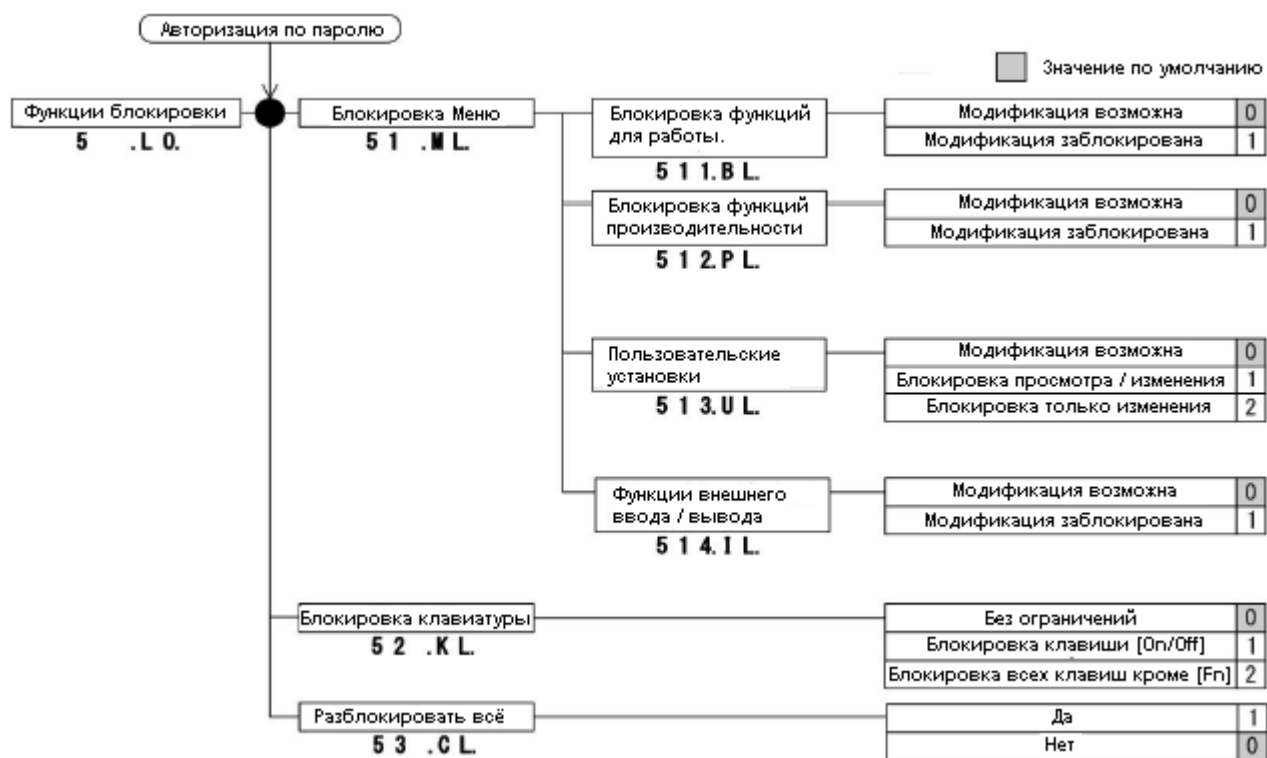 Авторизация по паролю
Значение по умолчанию
Функции блокировки
5 .L O.
Блокировка Меню
5 1 .M L.
Блокировка функций
для работы.
5 1 1.B L.
Модификация возможна 0
Модификация заблокирована 1
Блокировка функций
производительности
5 1 2.P L.
Модификация возможна 0
Модификация заблокирована 1
Пользовательские
установки
5 1 3.U L.
Модификация возможна 0
Блокировка просмотра / изменения 1
Блокировка только изменения 2
Функции внешнего
ввода / вывода
5 1 4.I L.
Модификация возможна 0
Модификация заблокирована 1
Блокировка клавиатуры
5 2 .K L.
Без ограничений 0
Блокировка клавиши [On/Off] 1
Блокировка всех клавиш кроме [Fn] 2
Разблокировать всё
5 3 .C L.
Да 1
Нет 0